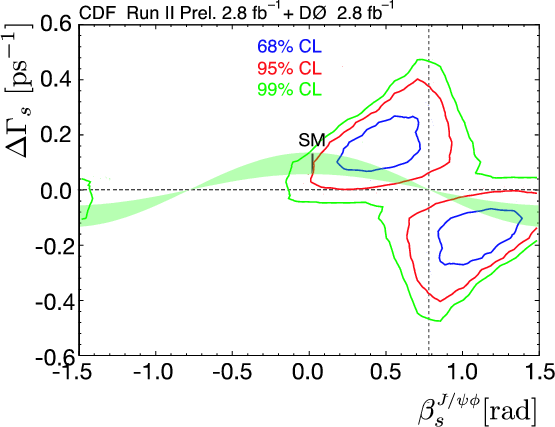 CDF Run II Prel. 2.8 fb⁻¹ + DØ 2.8 fb⁻¹
68% CL
95% CL
99% CL
SM
ΔΓₛ [ps⁻¹]
0.6
0.4
0.2
0.0
-0.2
-0.4
-0.6
-1.5 -1.0 -0.5 0.0 0.5 1.0 1.5
βₛ^{J/ψϕ}[rad]